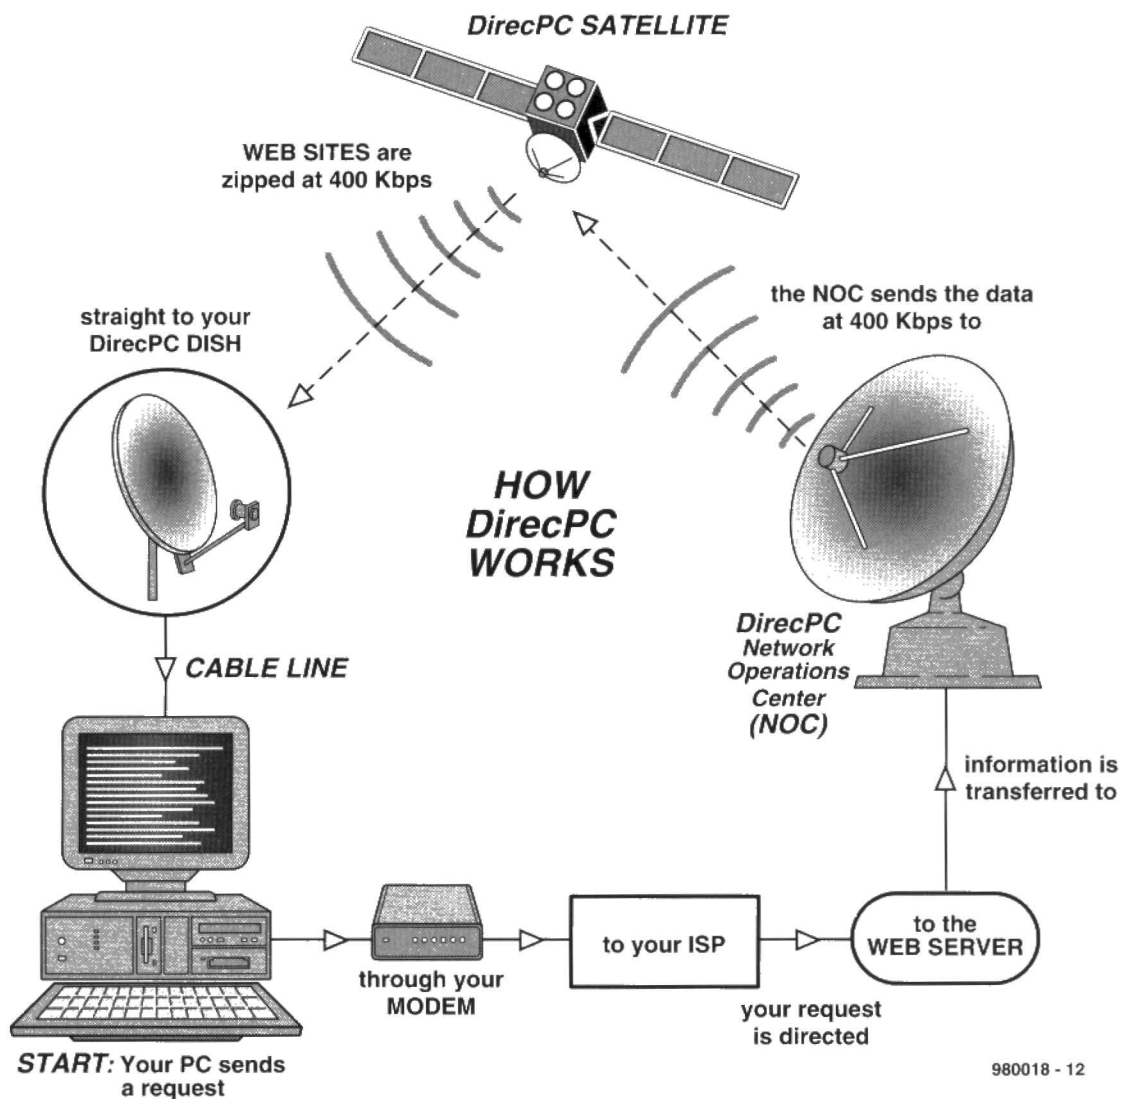 DirecPC SATELLITE
WEB SITES are
zipped at 400 Kbps
the NOC sends the data
at 400 Kbps to
straight to your
DirecPC DISH
HOW
DirecPC
WORKS
DirecPC
Network
Operations
Center
(NOC)
CABLE LINE
information is
transferred to
to your ISP
to the
WEB SERVER
through your
MODEM
your request
is directed
START: Your PC sends
a request
980018 - 12